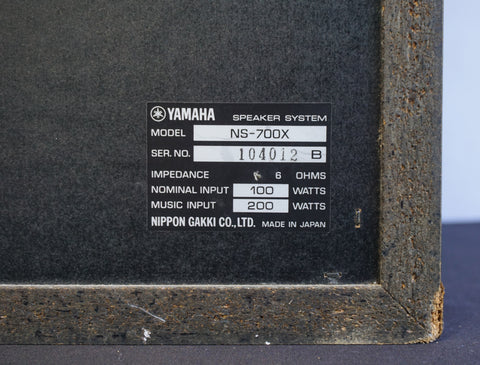 YAMAHA SPEAKER SYSTEM
MODEL NS-700X
SER. NO. 104012 B
IMPEDANCE 6 OHMS
NOMINAL INPUT 100 WATTS
MUSIC INPUT 200 WATTS
NIPPON GAKKI CO., LTD. MADE IN JAPAN